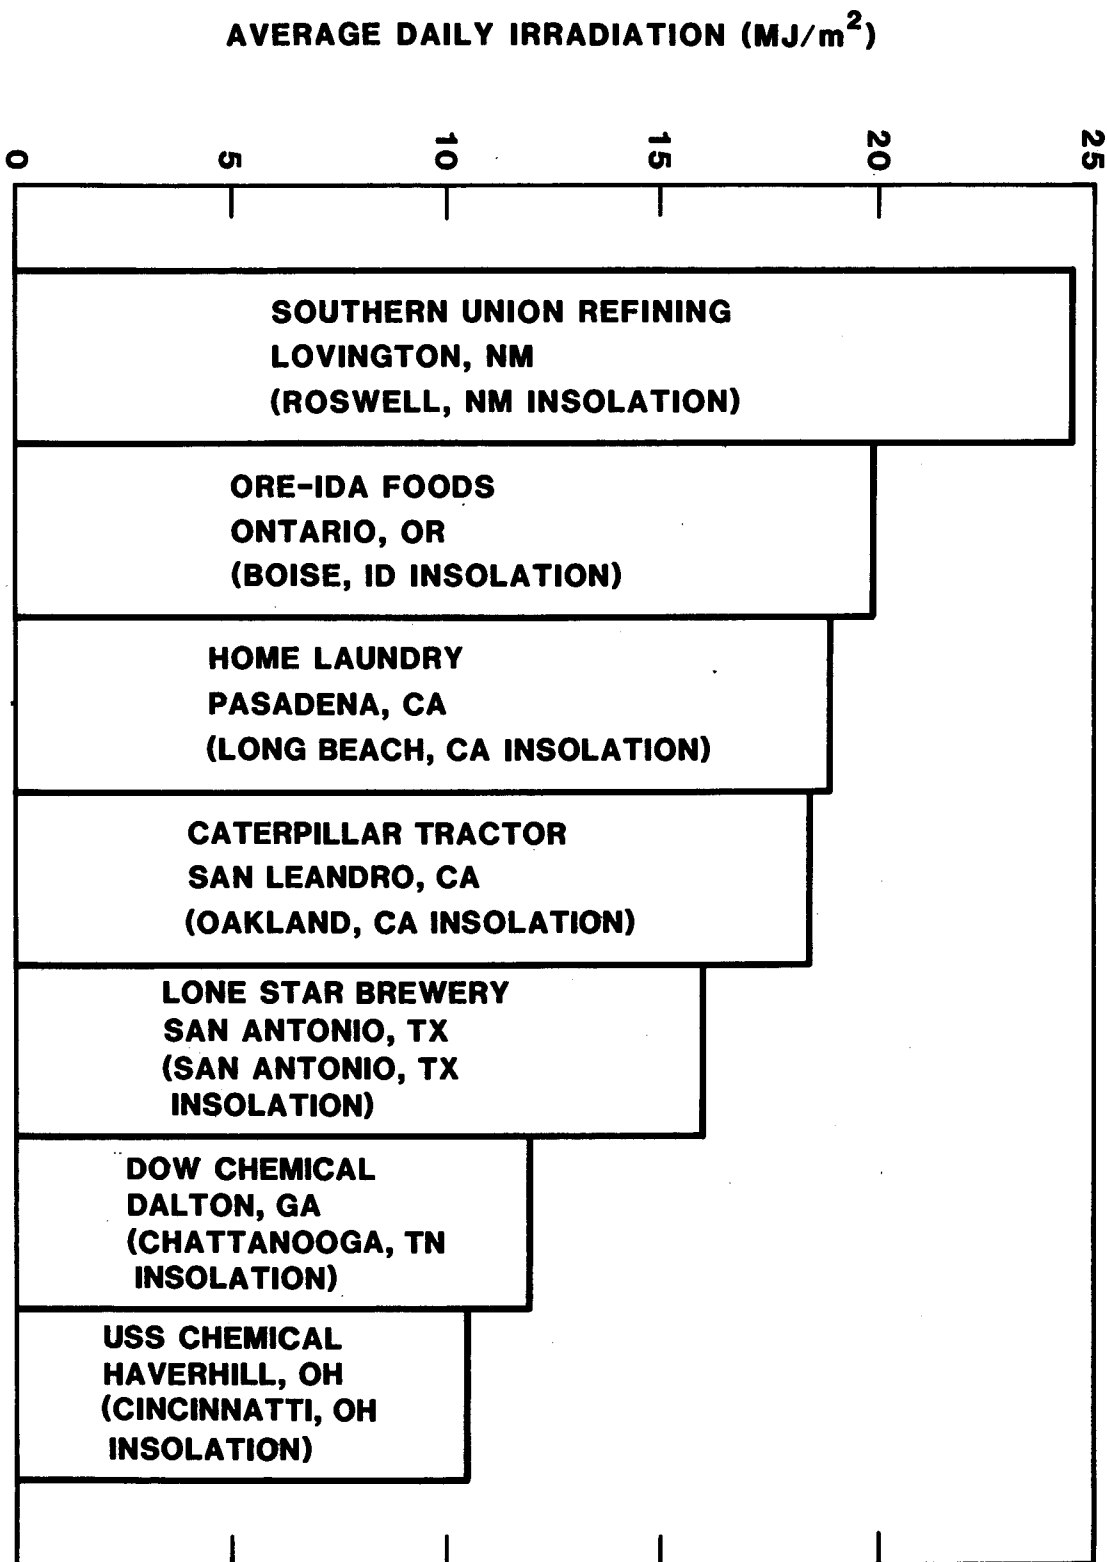 AVERAGE DAILY IRRADIATION (MJ/m²)
0 5 10 15 20 25
SOUTHERN UNION REFINING
LOVINGTON, NM
(ROSWELL, NM INSOLATION)
ORE-IDA FOODS
ONTARIO, OR
(BOISE, ID INSOLATION)
HOME LAUNDRY
PASADENA, CA
(LONG BEACH, CA INSOLATION)
CATERPILLAR TRACTOR
SAN LEANDRO, CA
(OAKLAND, CA INSOLATION)
LONE STAR BREWERY
SAN ANTONIO, TX
(SAN ANTONIO, TX
INSOLATION)
DOW CHEMICAL
DALTON, GA
(CHATTANOOGA, TN
INSOLATION)
USS CHEMICAL
HAVERHILL, OH
(CINCINNATTI, OH
INSOLATION)